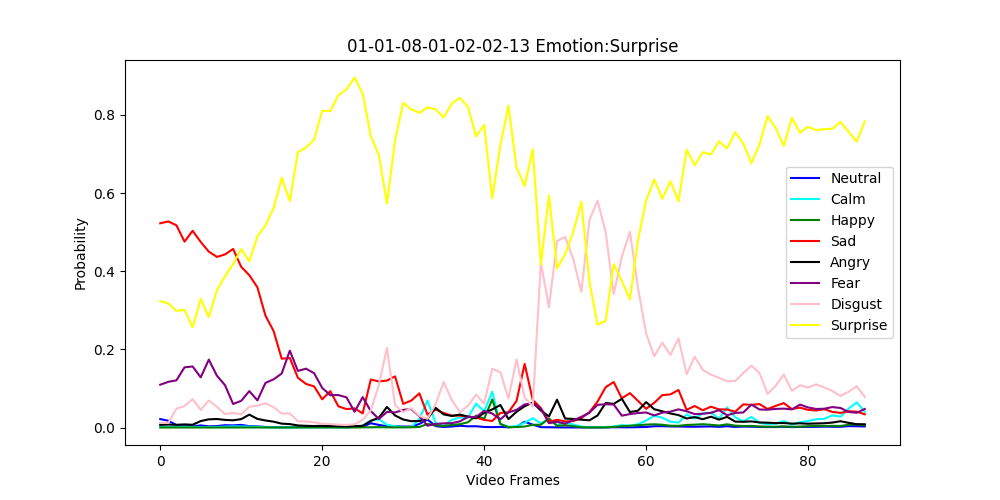 01-01-08-01-02-02-13 Emotion:Surprise
Probability
0.8
0.6
0.4
0.2
0.0
0
20
40
60
80
Video Frames
Neutral
Calm
Happy
Sad
Angry
Fear
Disgust
Surprise